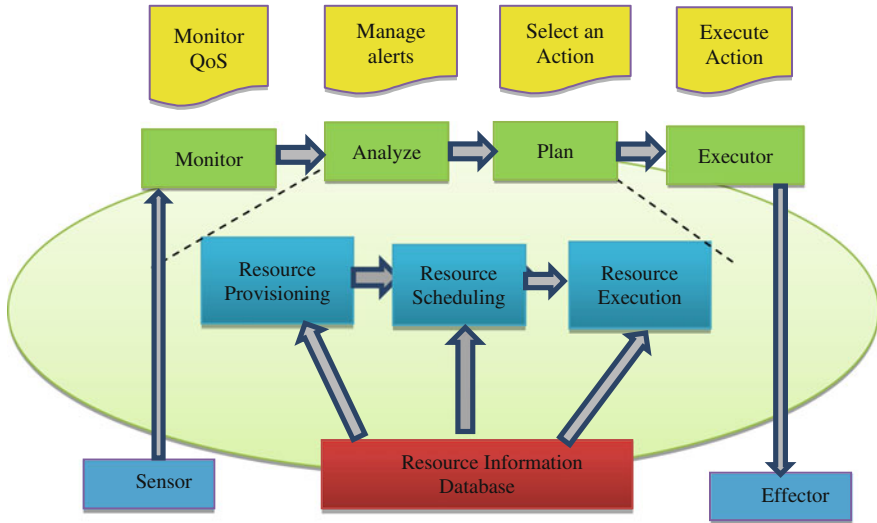 Monitor
QoS
Manage
alerts
Select an
Action
Execute
Action
Monitor
Analyze
Plan
Executor
Resource
Provisioning
Resource
Scheduling
Resource
Execution
Resource Information
Database
Sensor
Effector